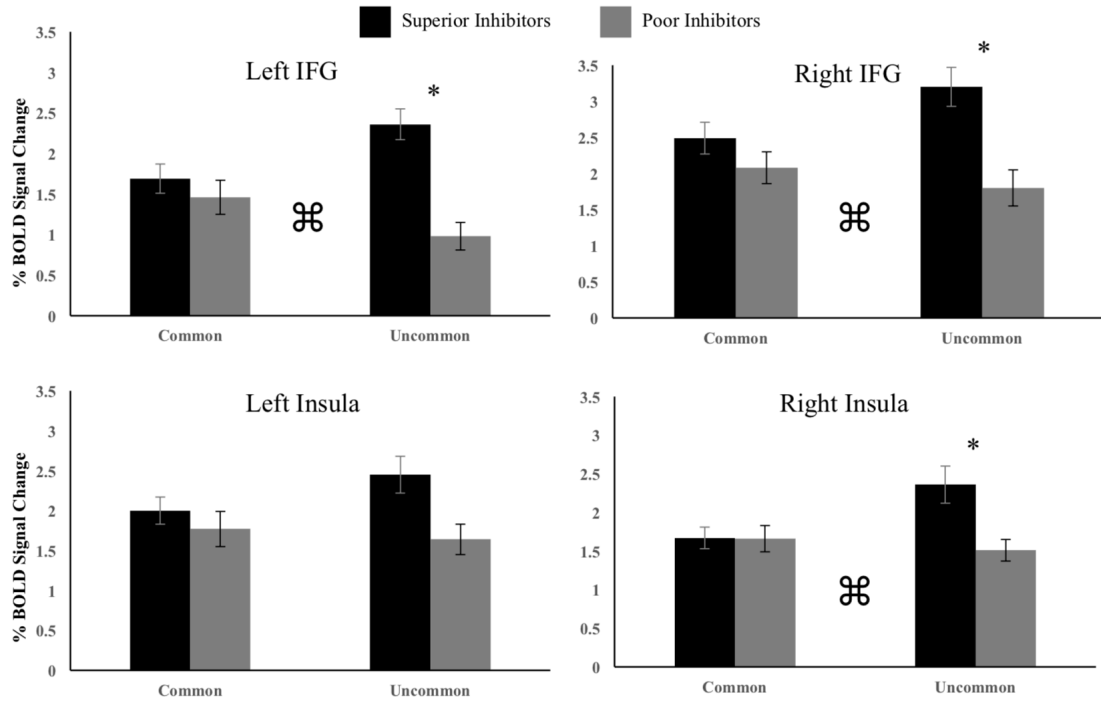 Superior Inhibitors
Poor Inhibitors
Left IFG
% BOLD Signal Change
3.5
3
2.5
2
1.5
1
0.5
0
*
⌘
Common
Uncommon
Right IFG
3.5
3
2.5
2
1.5
1
0.5
0
*
⌘
Common
Uncommon
Left Insula
% BOLD Signal Change
3.5
3
2.5
2
1.5
1
0.5
0
Common
Uncommon
Right Insula
3.5
3
2.5
2
1.5
1
0.5
0
*
⌘
Common
Uncommon